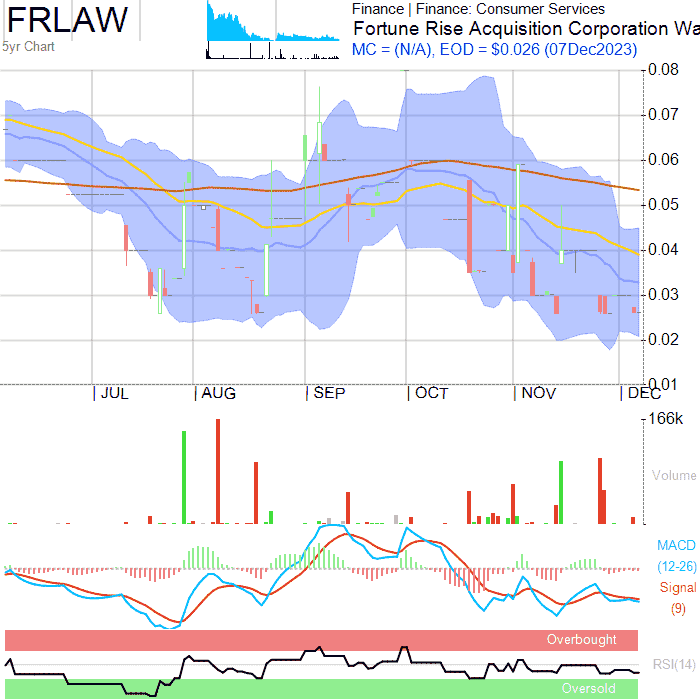 FRLAW
5yr Chart
Finance | Finance: Consumer Services
Fortune Rise Acquisition Corporation Wa
MC = (N/A), EOD = $0.026 (07Dec2023)
0.08
0.07
0.06
0.05
0.04
0.03
0.02
0.01
JUL AUG SEP OCT NOV DEC
166k
Volume
MACD
(12-26)
Signal
(9)
Overbought
RSI(14)
Oversold